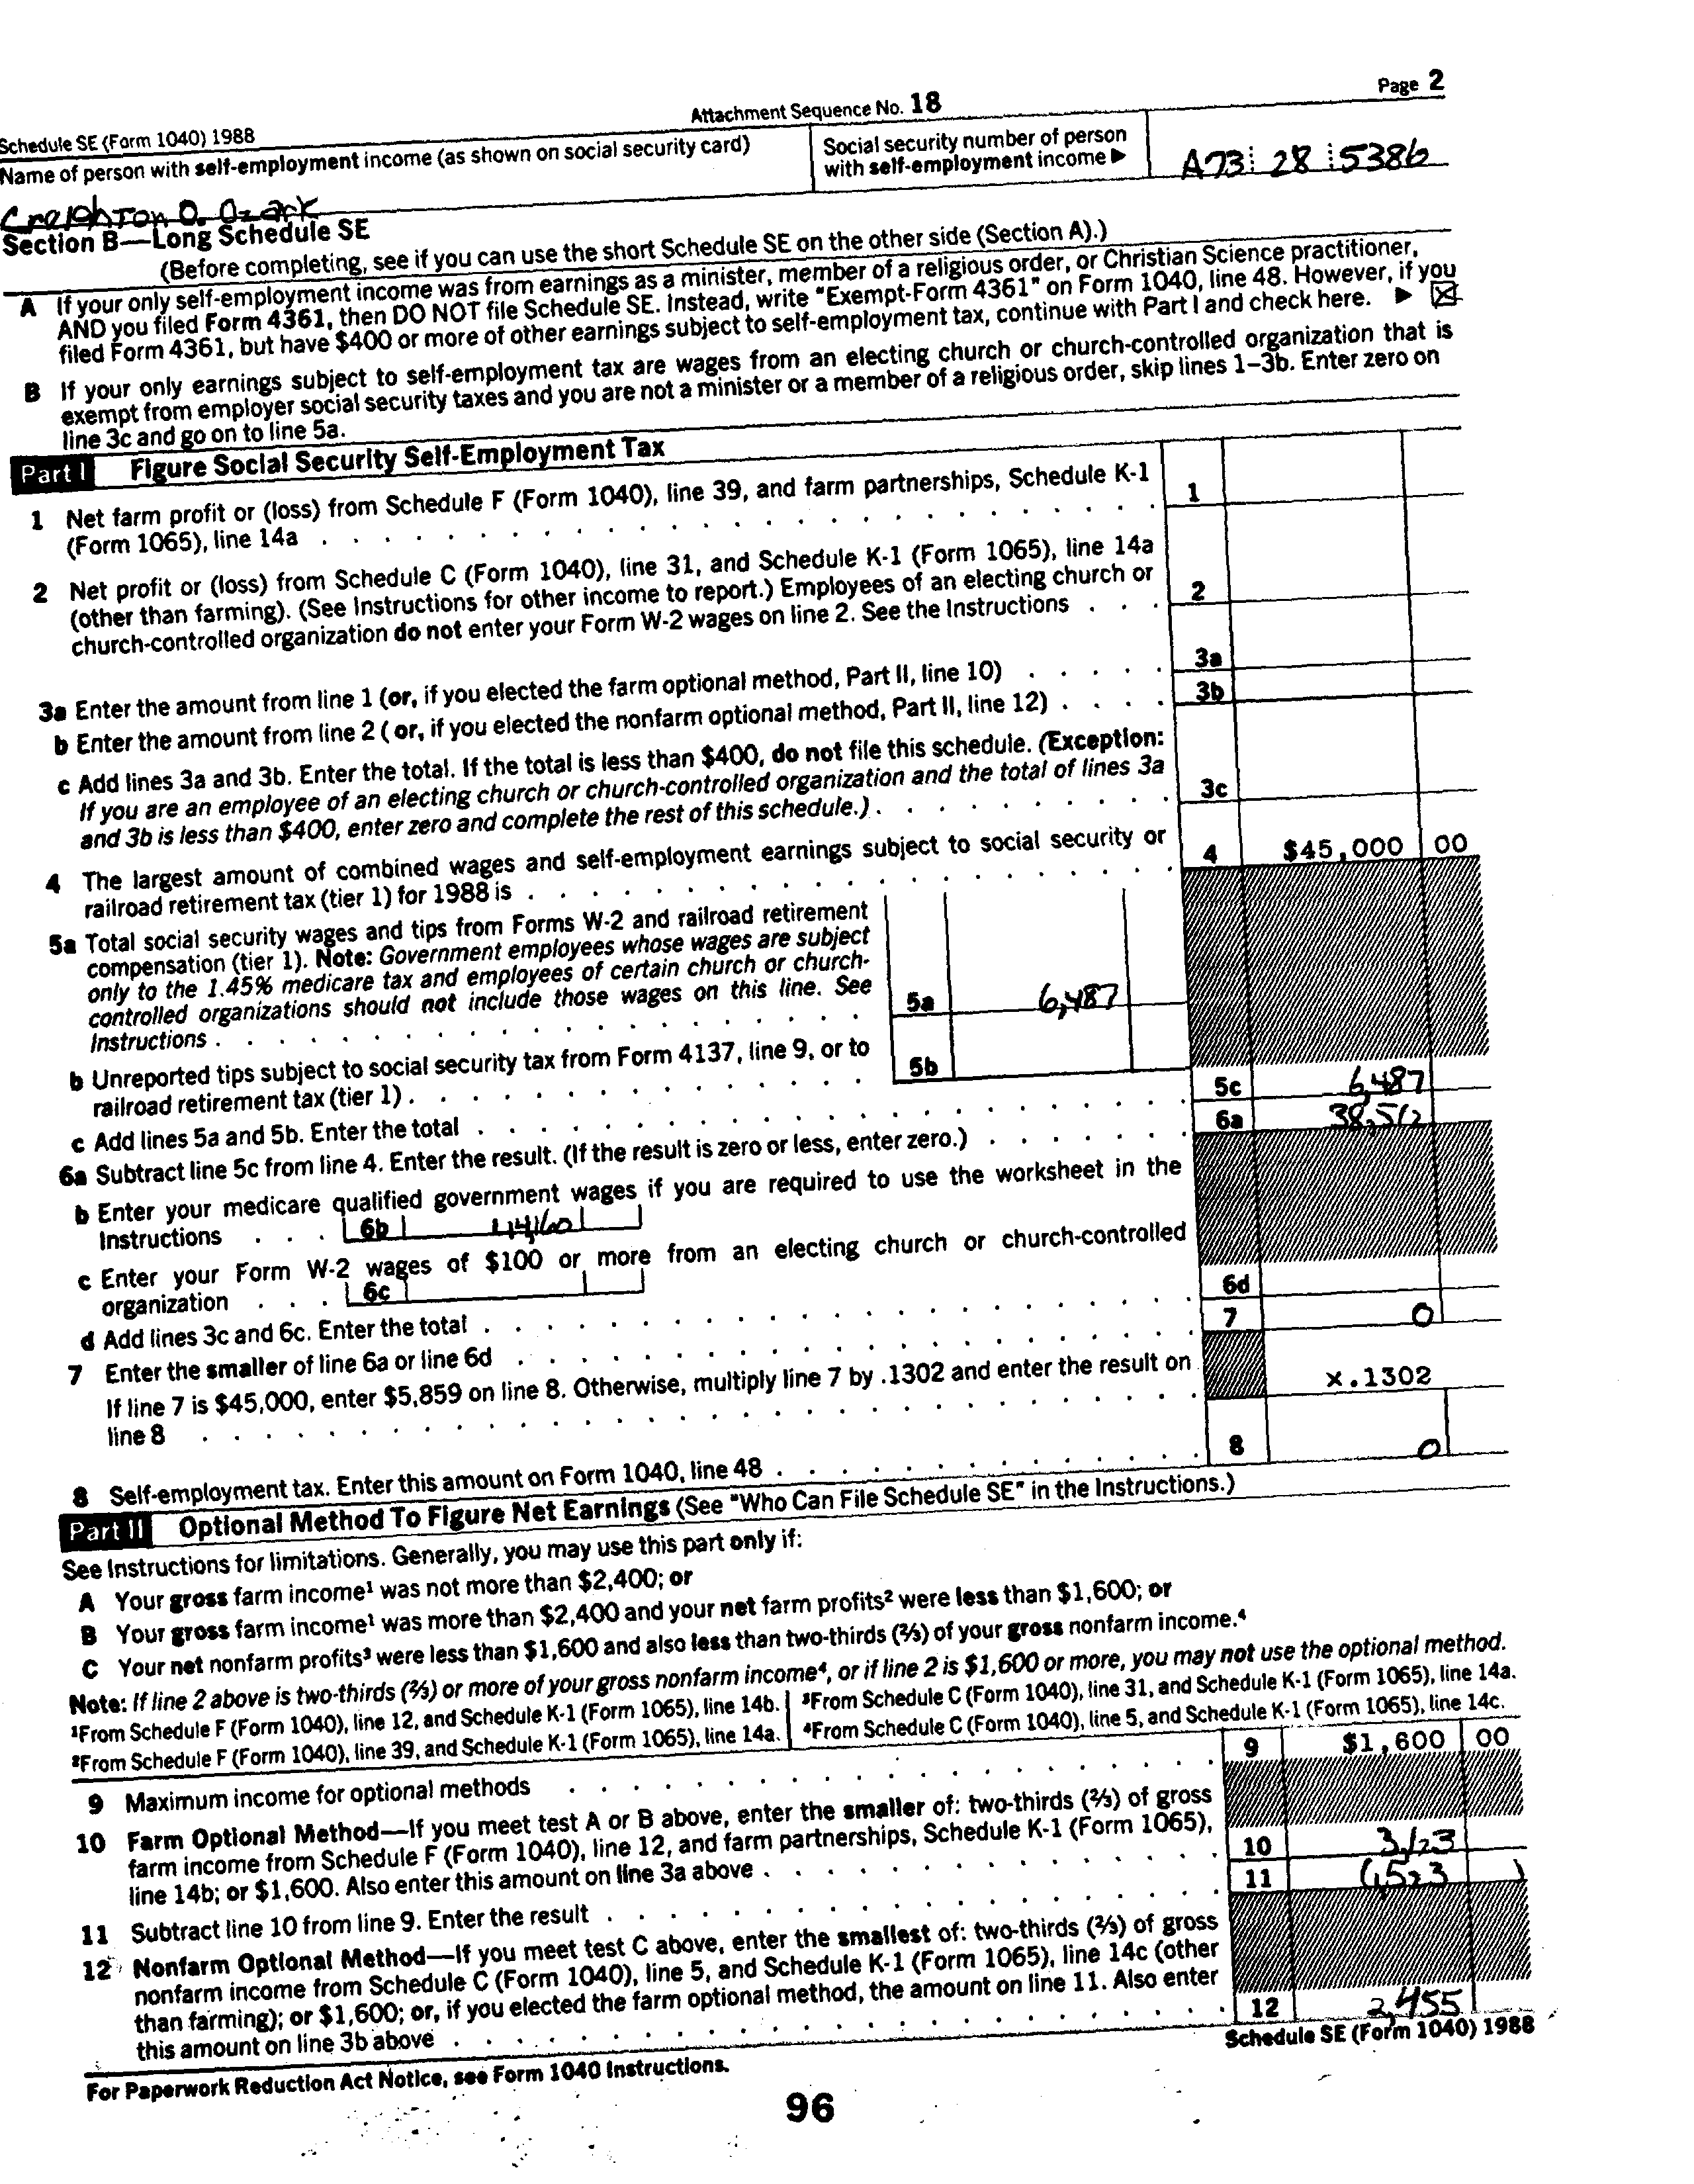 Page 2
Attachment Sequence No. 18
Schedule SE (Form 1040) 1988
Name of person with self-employment income (as shown on social security card)
Social security number of person
with self-employment income ▶
A73 28 5386
Creighton O. Ozark
Section B—Long Schedule SE
(Before completing, see if you can use the short Schedule SE on the other side (Section A).)
A If your only self-employment income was from earnings as a minister, member of a religious order, or Christian Science practitioner,
AND you filed Form 4361, then DO NOT file Schedule SE. Instead, write "Exempt-Form 4361" on Form 1040, line 48. However, if you
filed Form 4361, but have $400 or more of other earnings subject to self-employment tax, continue with Part I and check here. ▶ ☒
B If your only earnings subject to self-employment tax are wages from an electing church or church-controlled organization that is
exempt from employer social security taxes and you are not a minister or a member of a religious order, skip lines 1–3b. Enter zero on
line 3c and go on to line 5a.
Part I Figure Social Security Self-Employment Tax
1 Net farm profit or (loss) from Schedule F (Form 1040), line 39, and farm partnerships, Schedule K-1
(Form 1065), line 14a 1
2 Net profit or (loss) from Schedule C (Form 1040), line 31, and Schedule K-1 (Form 1065), line 14a
(other than farming). (See Instructions for other income to report.) Employees of an electing church or
church-controlled organization do not enter your Form W-2 wages on line 2. See the Instructions 2
3a Enter the amount from line 1 (or, if you elected the farm optional method, Part II, line 10) 3a
b Enter the amount from line 2 ( or, if you elected the nonfarm optional method, Part II, line 12) 3b
c Add lines 3a and 3b. Enter the total. If the total is less than $400, do not file this schedule. (Exception:
If you are an employee of an electing church or church-controlled organization and the total of lines 3a
and 3b is less than $400, enter zero and complete the rest of this schedule.) 3c
4 The largest amount of combined wages and self-employment earnings subject to social security or
railroad retirement tax (tier 1) for 1988 is 4 $45,000 00
5a Total social security wages and tips from Forms W-2 and railroad retirement
compensation (tier 1). Note: Government employees whose wages are subject
only to the 1.45% medicare tax and employees of certain church or church-
controlled organizations should not include those wages on this line. See
Instructions 5a 6,487
b Unreported tips subject to social security tax from Form 4137, line 9, or to
railroad retirement tax (tier 1) 5b
c Add lines 5a and 5b. Enter the total 5c 6,487
6a Subtract line 5c from line 4. Enter the result. (If the result is zero or less, enter zero.) 6a 38,512
b Enter your medicare qualified government wages if you are required to use the worksheet in the
Instructions 6b
c Enter your Form W-2 wages of $100 or more from an electing church or church-controlled
organization 6c
d Add lines 3c and 6c. Enter the total 6d
7 Enter the smaller of line 6a or line 6d 7 0
If line 7 is $45,000, enter $5,859 on line 8. Otherwise, multiply line 7 by .1302 and enter the result on
line 8 x.1302
8 Self-employment tax. Enter this amount on Form 1040, line 48 8 0
Part II Optional Method To Figure Net Earnings (See "Who Can File Schedule SE" in the Instructions.)
See Instructions for limitations. Generally, you may use this part only if:
A Your gross farm income¹ was not more than $2,400; or
B Your gross farm income¹ was more than $2,400 and your net farm profits² were less than $1,600; or
C Your net nonfarm profits³ were less than $1,600 and also less than two-thirds (⅔) of your gross nonfarm income.⁴
Note: If line 2 above is two-thirds (⅔) or more of your gross nonfarm income⁴, or if line 2 is $1,600 or more, you may not use the optional method.
¹From Schedule F (Form 1040), line 12, and Schedule K-1 (Form 1065), line 14b. ³From Schedule C (Form 1040), line 31, and Schedule K-1 (Form 1065), line 14a.
²From Schedule F (Form 1040), line 39, and Schedule K-1 (Form 1065), line 14a. ⁴From Schedule C (Form 1040), line 5, and Schedule K-1 (Form 1065), line 14c.
9 Maximum income for optional methods 9 $1,600 00
10 Farm Optional Method—If you meet test A or B above, enter the smaller of: two-thirds (⅔) of gross
farm income from Schedule F (Form 1040), line 12, and farm partnerships, Schedule K-1 (Form 1065),
line 14b; or $1,600. Also enter this amount on line 3a above 10 3,123
11 Subtract line 10 from line 9. Enter the result 11 (1,523 )
12 Nonfarm Optional Method—If you meet test C above, enter the smallest of: two-thirds (⅔) of gross
nonfarm income from Schedule C (Form 1040), line 5, and Schedule K-1 (Form 1065), line 14c (other
than farming); or $1,600; or, if you elected the farm optional method, the amount on line 11. Also enter
this amount on line 3b above 12 2,455
Schedule SE (Form 1040) 1988
For Paperwork Reduction Act Notice, see Form 1040 Instructions.
96